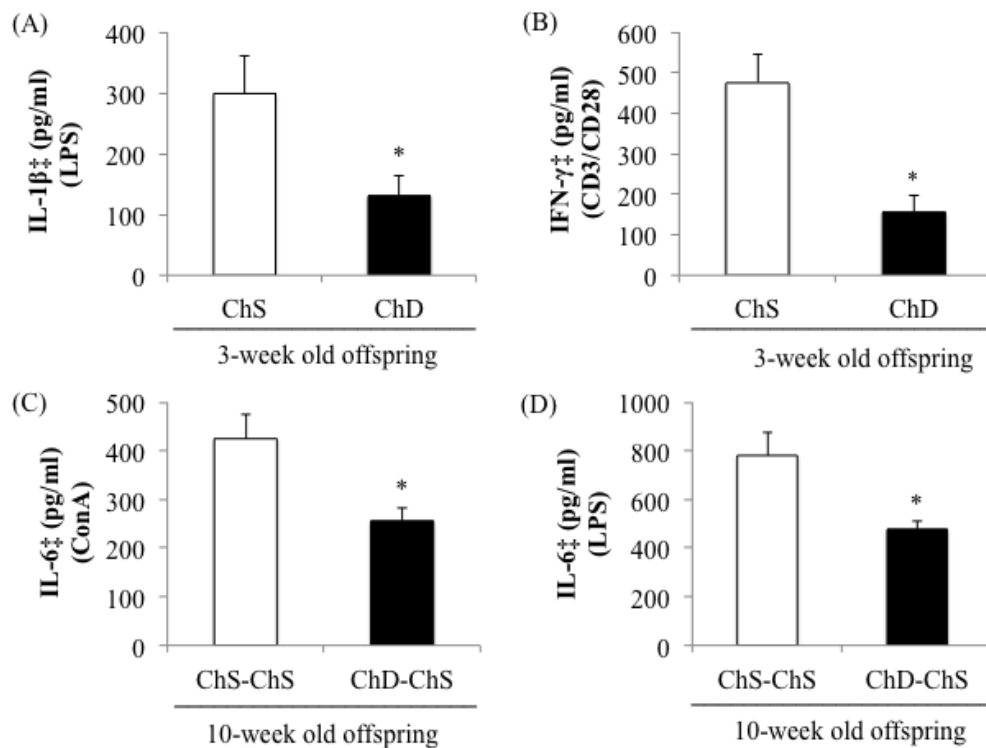 (A)
IL-1β‡ (pg/ml)
(LPS)
400
300
200
100
0
*
ChS ChD
3-week old offspring
(B)
IFN-γ‡ (pg/ml)
(CD3/CD28)
600
500
400
300
200
100
0
*
ChS ChD
3-week old offspring
(C)
IL-6‡ (pg/ml)
(ConA)
500
400
300
200
100
0
*
ChS-ChS ChD-ChS
10-week old offspring
(D)
IL-6‡ (pg/ml)
(LPS)
1000
800
600
400
200
0
*
ChS-ChS ChD-ChS
10-week old offspring